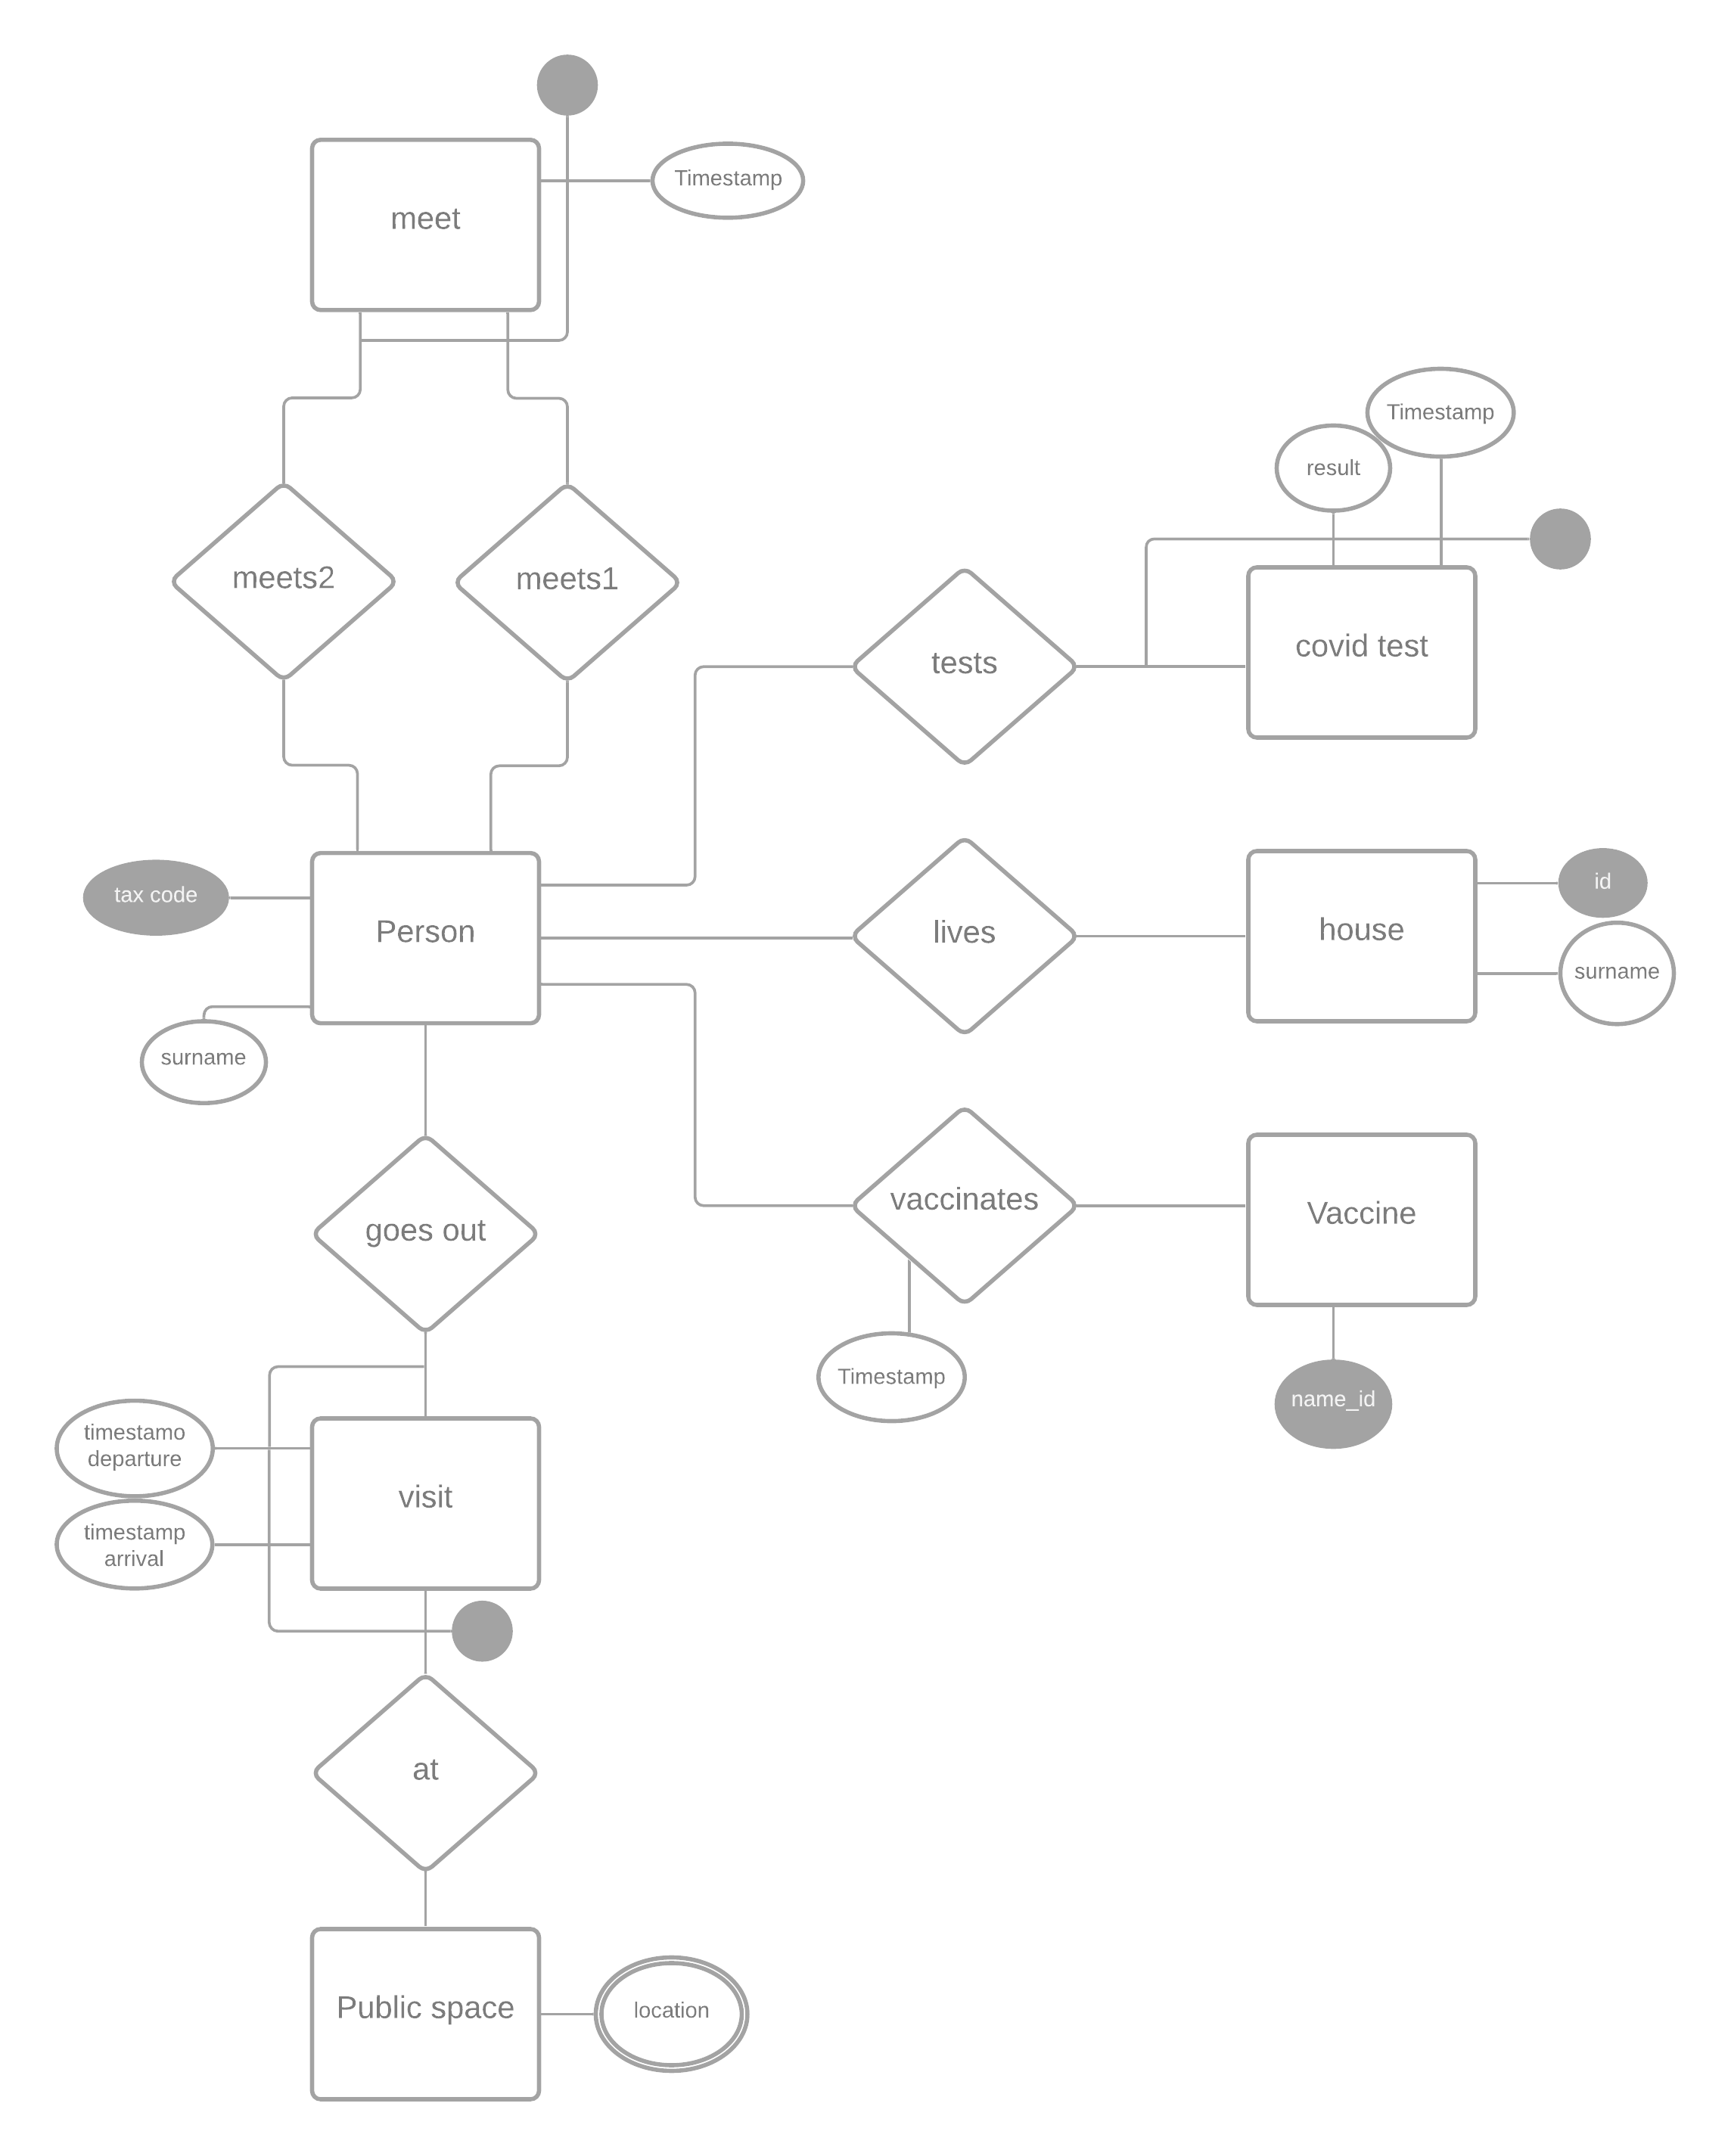 Timestamp
meet
Timestamp
result
meets2
meets1
tests
covid test
tax code
Person
lives
house
id
surname
surname
vaccinates
Vaccine
goes out
Timestamp
name_id
timestamo
departure
visit
timestamp
arrival
at
Public space
location